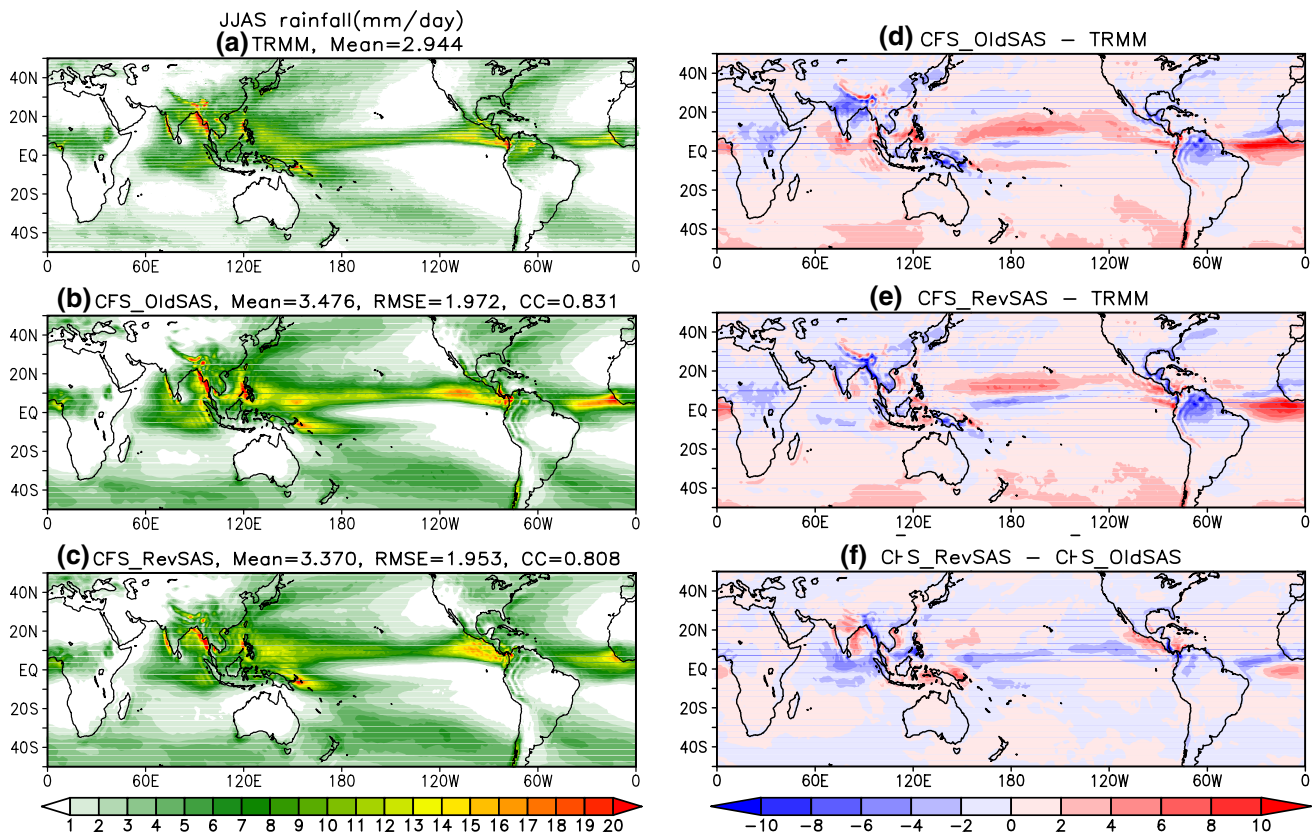 JJAS rainfall(mm/day)
(a) TRMM, Mean=2.944
40N
20N
EQ
20S
40S
0 60E 120E 180 120W 60W 0
(b) CFS_OldSAS, Mean=3.476, RMSE=1.972, CC=0.831
40N
20N
EQ
20S
40S
0 60E 120E 180 120W 60W 0
(c) CFS_RevSAS, Mean=3.370, RMSE=1.953, CC=0.808
40N
20N
EQ
20S
40S
0 60E 120E 180 120W 60W 0
1 2 3 4 5 6 7 8 9 10 11 12 13 14 15 16 17 18 19 20
(d) CFS_OldSAS − TRMM
40N
20N
EQ
20S
40S
0 60E 120E 180 120W 60W 0
(e) CFS_RevSAS − TRMM
40N
20N
EQ
20S
40S
0 60E 120E 180 120W 60W 0
(f) CFS_RevSAS − CFS_OldSAS
40N
20N
EQ
20S
40S
0 60E 120E 180 120W 60W 0
−10 −8 −6 −4 −2 0 2 4 6 8 10